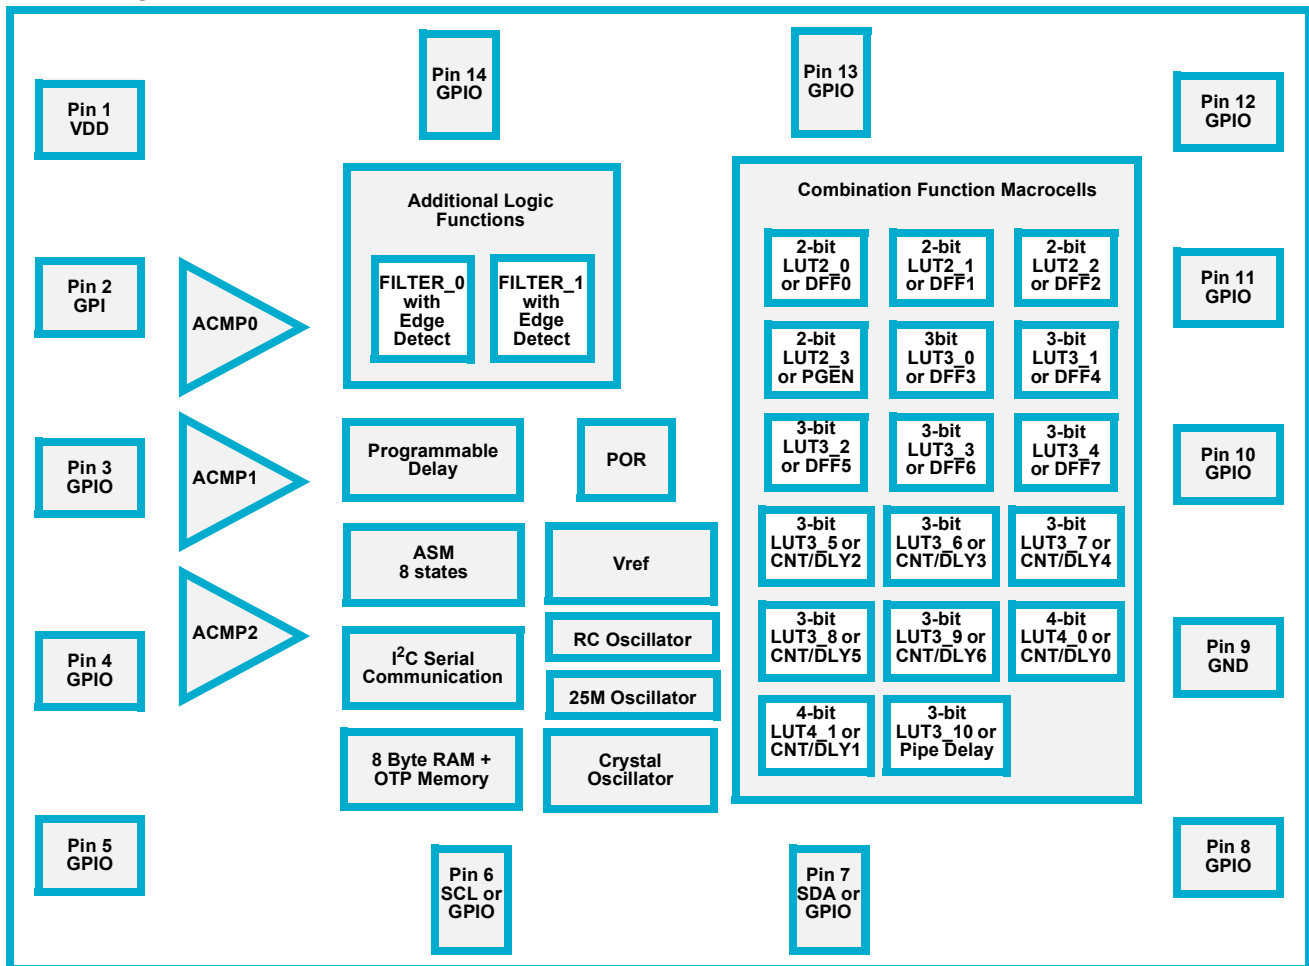 Pin 14
GPIO
Pin 13
GPIO
Pin 1
VDD
Pin 12
GPIO
Additional Logic
Functions
FILTER_0
with
Edge
Detect
FILTER_1
with
Edge
Detect
Combination Function Macrocells
2-bit
LUT2_0
or DFF0
2-bit
LUT2_1
or DFF1
2-bit
LUT2_2
or DFF2
2-bit
LUT2_3
or PGEN
3bit
LUT3_0
or DFF3
3-bit
LUT3_1
or DFF4
3-bit
LUT3_2
or DFF5
3-bit
LUT3_3
or DFF6
3-bit
LUT3_4
or DFF7
3-bit
LUT3_5 or
CNT/DLY2
3-bit
LUT3_6 or
CNT/DLY3
3-bit
LUT3_7 or
CNT/DLY4
3-bit
LUT3_8 or
CNT/DLY5
3-bit
LUT3_9 or
CNT/DLY6
4-bit
LUT4_0 or
CNT/DLY0
4-bit
LUT4_1 or
CNT/DLY1
3-bit
LUT3_10 or
Pipe Delay
Pin 2
GPI
ACMP0
Pin 11
GPIO
Pin 3
GPIO
ACMP1
Programmable
Delay
POR
Pin 10
GPIO
ASM
8 states
Vref
ACMP2
RC Oscillator
I²C Serial
Communication
25M Oscillator
Pin 4
GPIO
Pin 9
GND
8 Byte RAM +
OTP Memory
Crystal
Oscillator
Pin 5
GPIO
Pin 8
GPIO
Pin 6
SCL or
GPIO
Pin 7
SDA or
GPIO